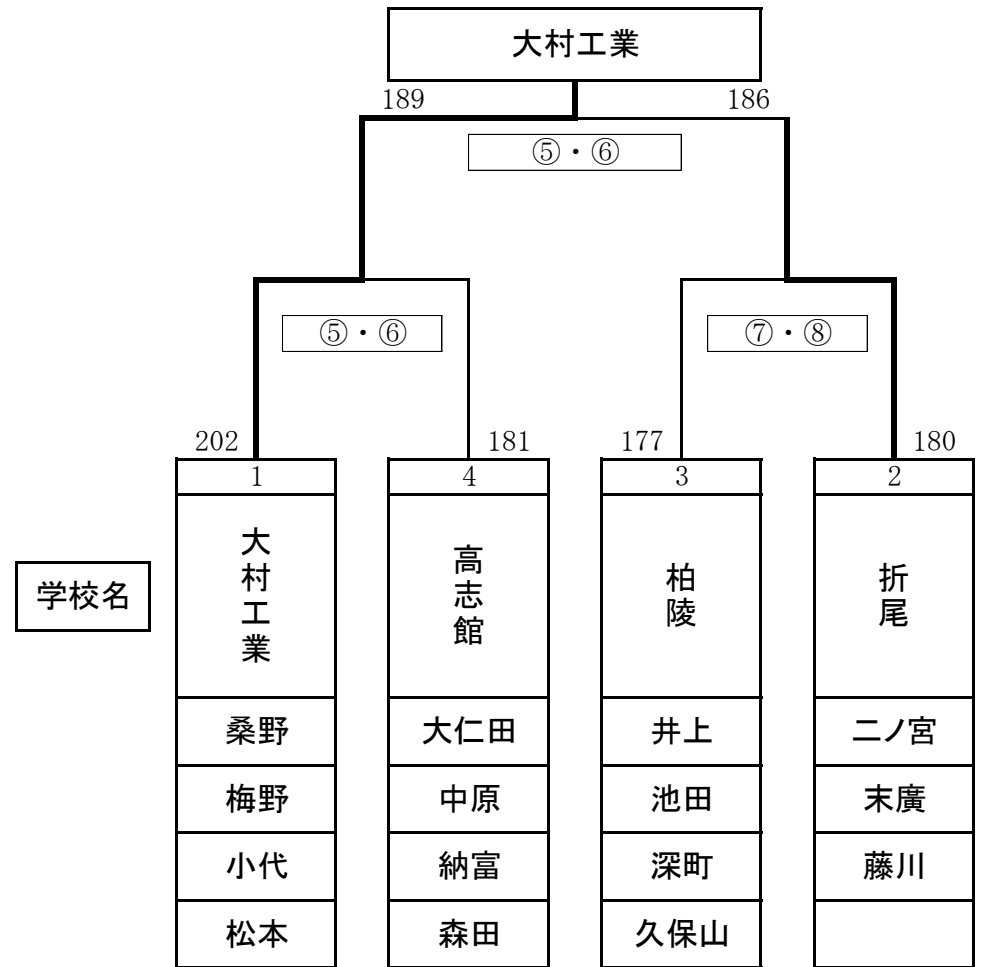 大村工業
189 186
⑤・⑥
⑤・⑥ ⑦・⑧
202 181 177 180
1 4 3 2
学校名
大村工業 高志館 柏陵 折尾
桑野 大仁田 井上 二ノ宮
梅野 中原 池田 末廣
小代 納富 深町 藤川
松本 森田 久保山